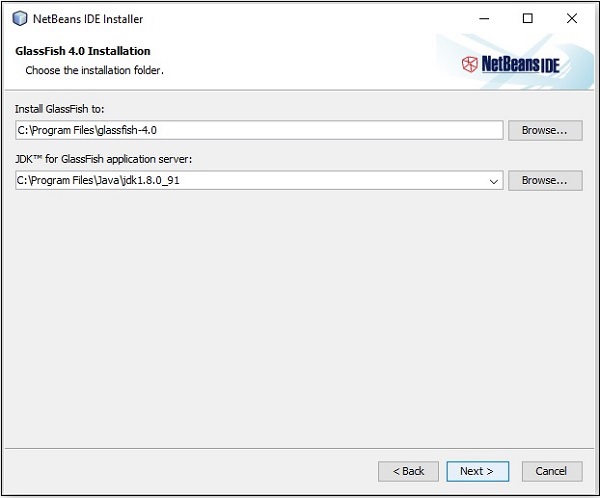 NetBeans IDE Installer
GlassFish 4.0 Installation
Choose the installation folder.
NetBeans IDE
Install GlassFish to:
C:\Program Files\glassfish-4.0
Browse...
JDK™ for GlassFish application server:
C:\Program Files\Java\jdk1.8.0_91
Browse...
< Back
Next >
Cancel